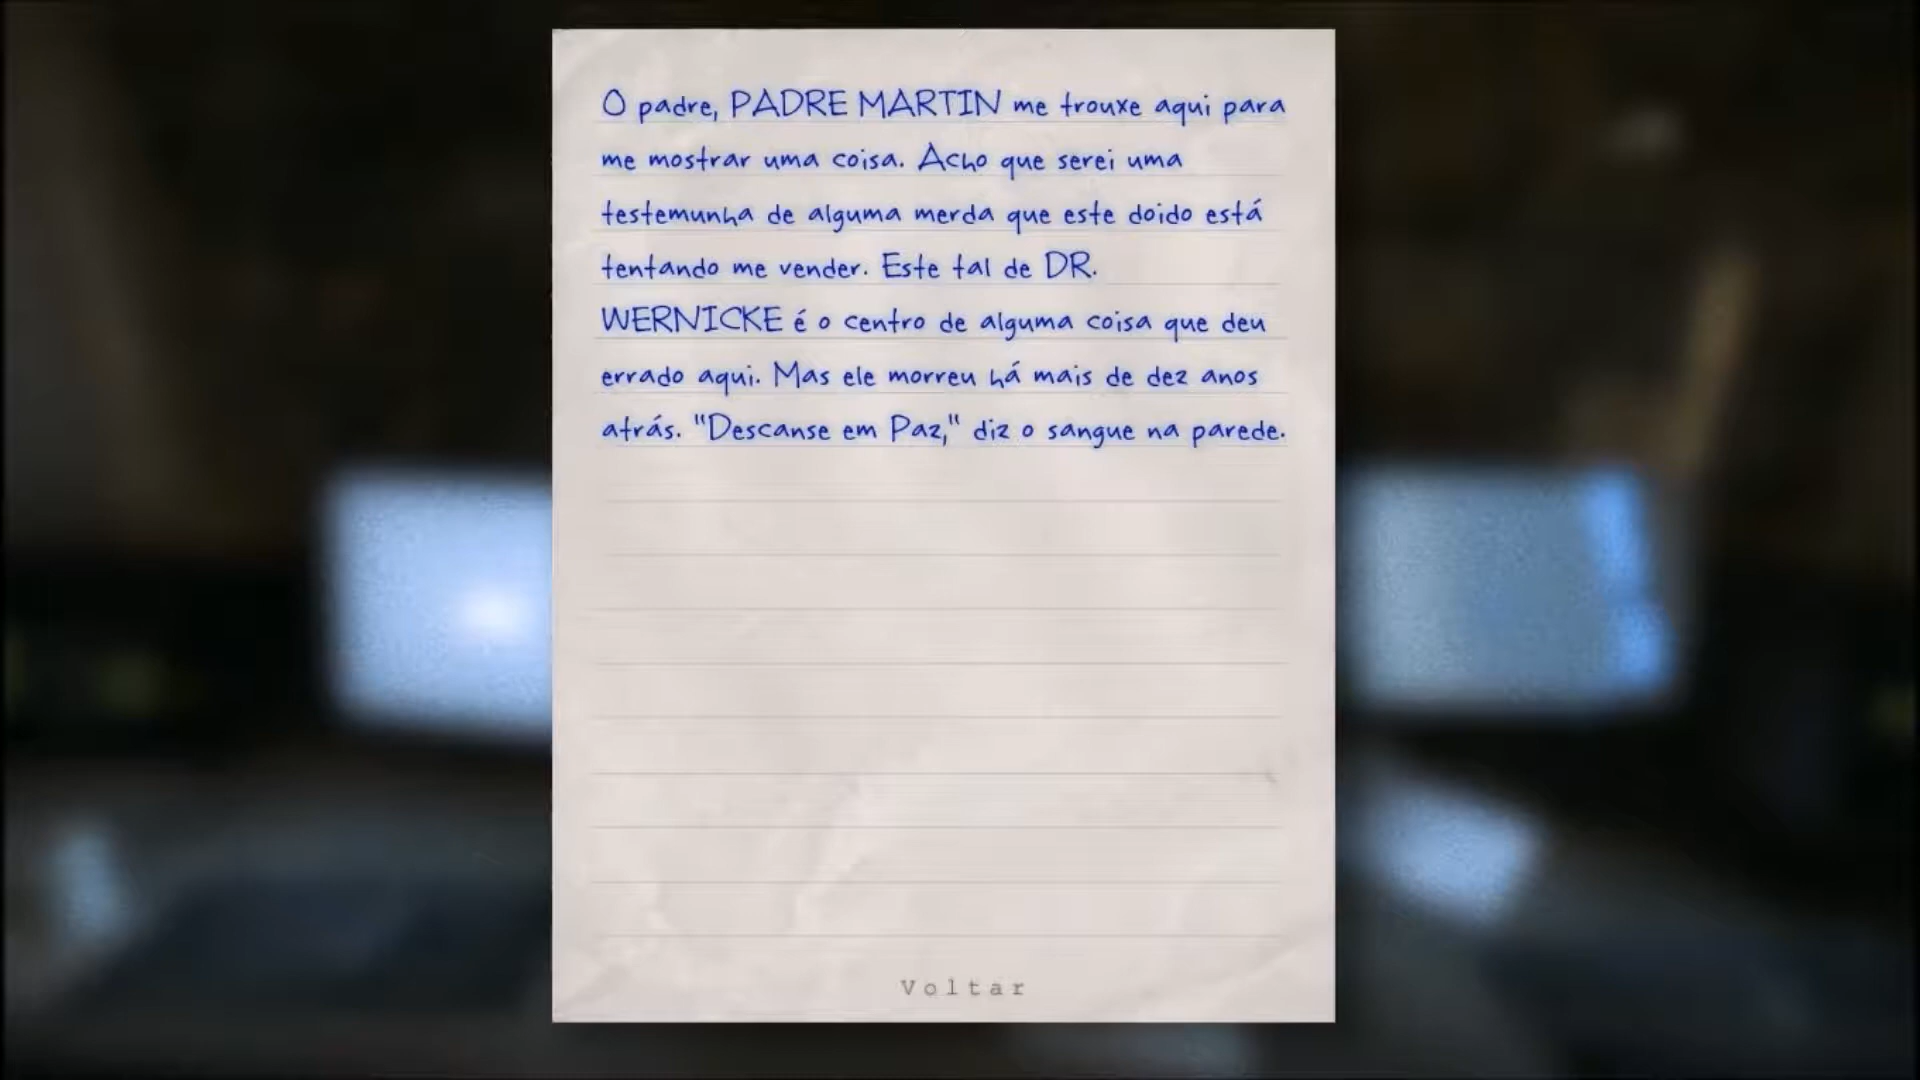 O padre, PADRE MARTIN me trouxe aqui para
me mostrar uma coisa. Acho que serei uma
testemunha de alguma merda que este doido está
tentando me vender. Este tal de DR.
WERNICKE é o centro de alguma coisa que deu
errado aqui. Mas ele morreu há mais de dez anos
atrás. "Descanse em Paz," diz o sangue na parede.
Voltar